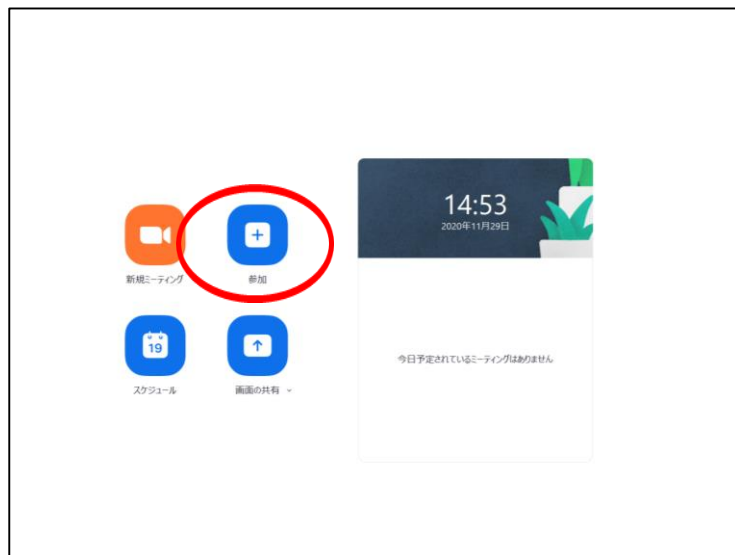 14:53
2020年11月29日
新規ミーティング
参加
19
スケジュール
画面の共有
今日予定されているミーティングはありません